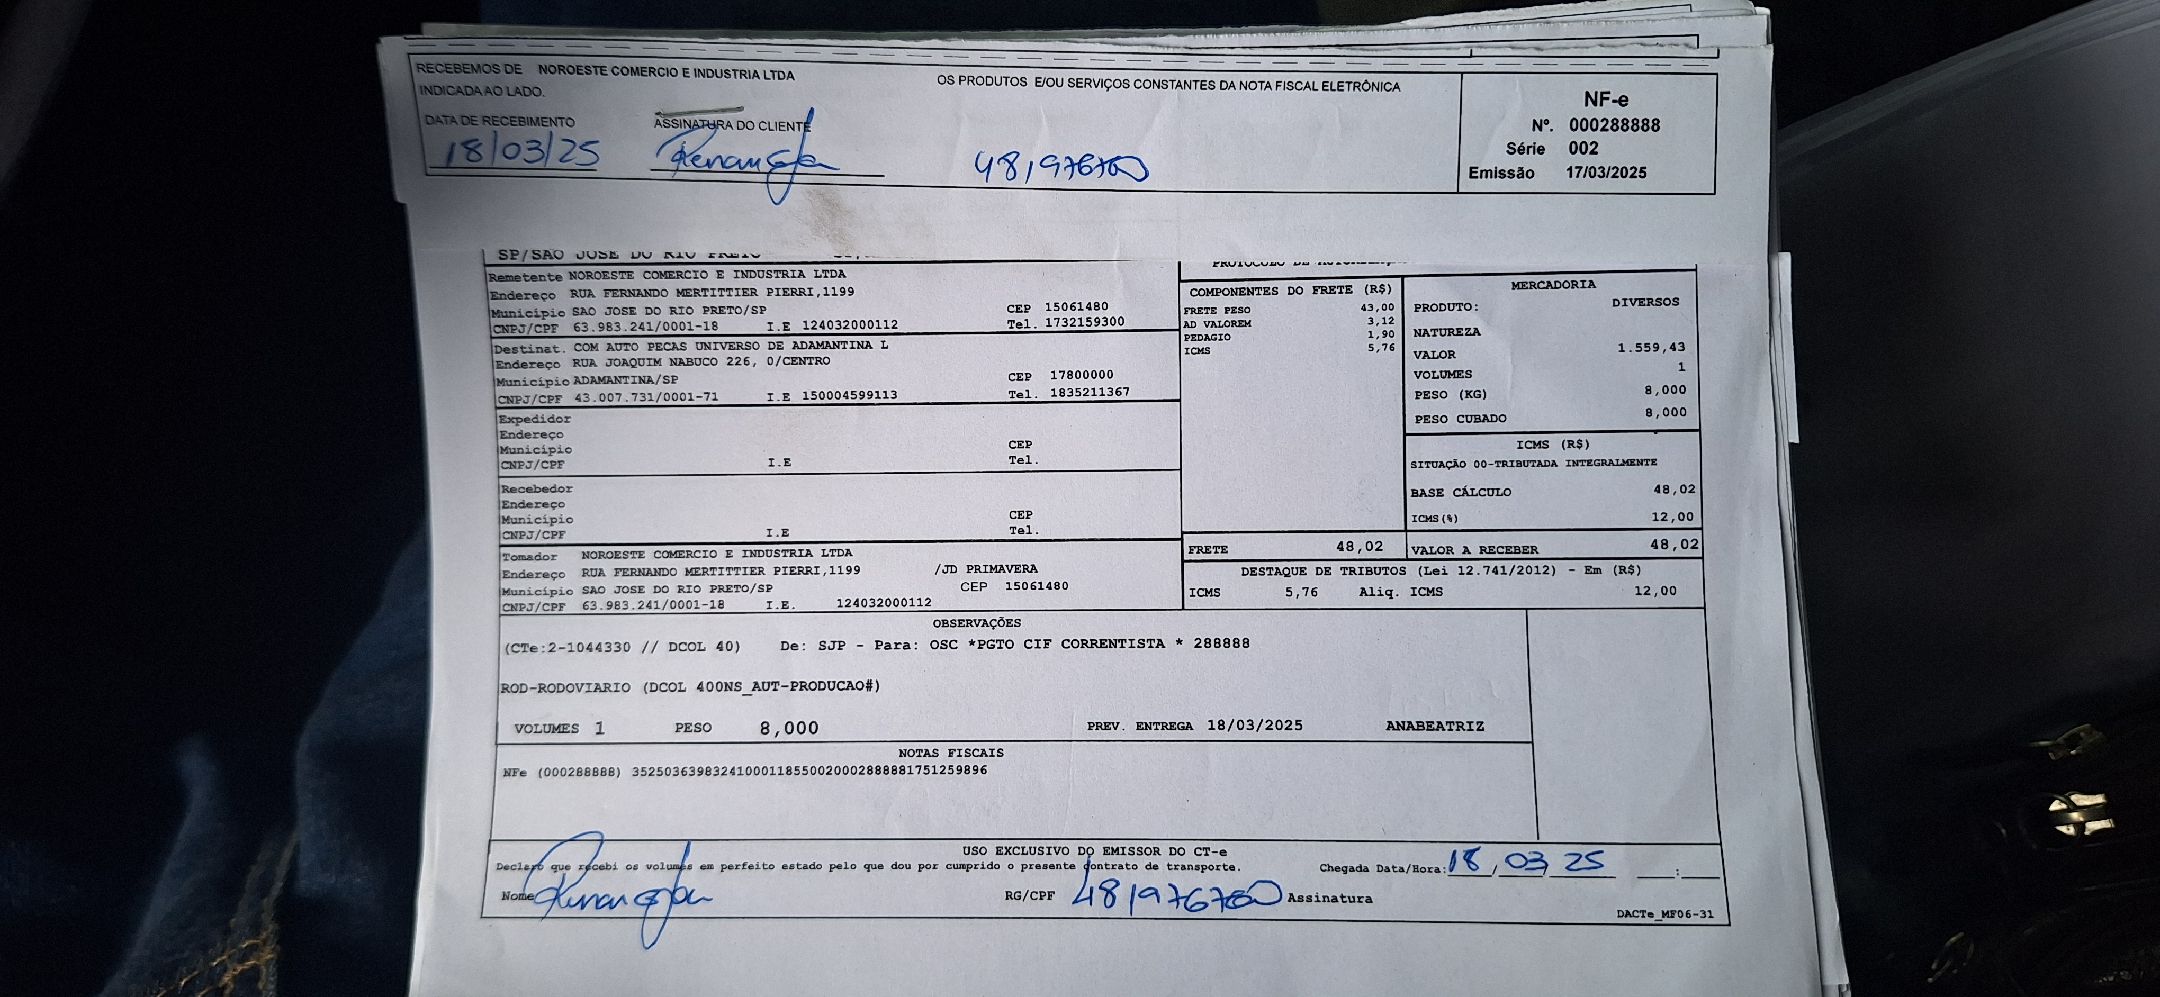 RECEBEMOS DE NOROESTE COMERCIO E INDUSTRIA LTDA OS PRODUTOS E/OU SERVIÇOS CONSTANTES DA NOTA FISCAL ELETRÔNICA
INDICADA AO LADO.
DATA DE RECEBIMENTO ASSINATURA DO CLIENTE
18/03/25
NF-e
Nº. 000288888
Série 002
Emissão 17/03/2025
SP/SAO JOSE DO RIO PRETO
Remetente NOROESTE COMERCIO E INDUSTRIA LTDA
Endereço RUA FERNANDO MERTITTIER PIERRI,1199
Município SAO JOSE DO RIO PRETO/SP CEP 15061480
CNPJ/CPF 63.983.241/0001-18 I.E 124032000112 Tel. 1732159300
Destinat. COM AUTO PECAS UNIVERSO DE ADAMANTINA L
Endereço RUA JOAQUIM NABUCO 226, 0/CENTRO
Município ADAMANTINA/SP CEP 17800000
CNPJ/CPF 43.007.731/0001-71 I.E 150004599113 Tel. 1835211367
Expedidor
Endereço
Município CEP
CNPJ/CPF I.E Tel.
Recebedor
Endereço
Município CEP
CNPJ/CPF I.E Tel.
Tomador NOROESTE COMERCIO E INDUSTRIA LTDA
Endereço RUA FERNANDO MERTITTIER PIERRI,1199 /JD PRIMAVERA
Município SAO JOSE DO RIO PRETO/SP CEP 15061480
CNPJ/CPF 63.983.241/0001-18 I.E. 124032000112
PROTOCOLO DE
COMPONENTES DO FRETE (R$)
FRETE PESO 43,00
AD VALOREM 3,12
PEDAGIO 1,90
ICMS 5,76
FRETE 48,02
MERCADORIA
PRODUTO: DIVERSOS
NATUREZA
VALOR 1.559,43
VOLUMES 1
PESO (KG) 8,000
PESO CUBADO 8,000
ICMS (R$)
SITUAÇÃO 00-TRIBUTADA INTEGRALMENTE
BASE CÁLCULO 48,02
ICMS(%) 12,00
VALOR A RECEBER 48,02
DESTAQUE DE TRIBUTOS (Lei 12.741/2012) - Em (R$)
ICMS 5,76 Aliq. ICMS 12,00
OBSERVAÇÕES
(CTe:2-1044330 // DCOL 40) De: SJP - Para: OSC *PGTO CIF CORRENTISTA * 288888
ROD-RODOVIARIO (DCOL 400NS_AUT-PRODUCAO#)
VOLUMES 1 PESO 8,000 PREV. ENTREGA 18/03/2025 ANABEATRIZ
NOTAS FISCAIS
NFe (000288888) 35250363983241000118550020002888881751259896
USO EXCLUSIVO DO EMISSOR DO CT-e
Declaro que recebi os volumes em perfeito estado pelo que dou por cumprido o presente contrato de transporte. Chegada Data/Hora: 18/03/25 :
Nome RG/CPF 481976760 Assinatura
DACTe_MF06-31